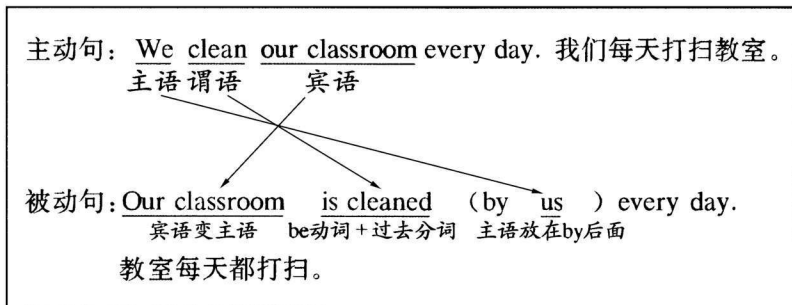 主动句：We clean our classroom every day. 我们每天打扫教室。
主语 谓语 宾语
被动句：Our classroom is cleaned （by us ）every day.
宾语变主语 be动词+过去分词 主语放在by后面
教室每天都打扫。